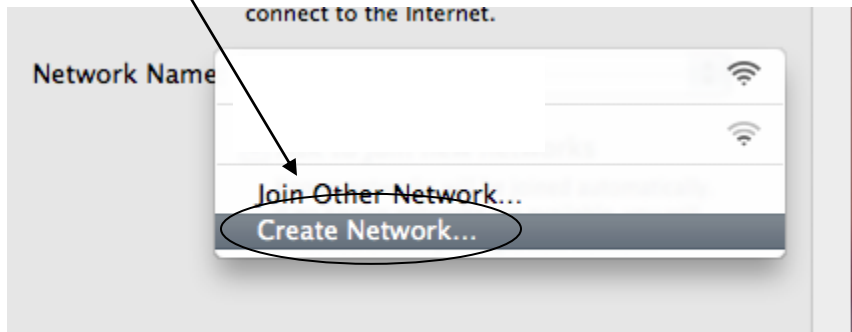 connect to the Internet.
Network Name
Join Other Network...
Create Network...